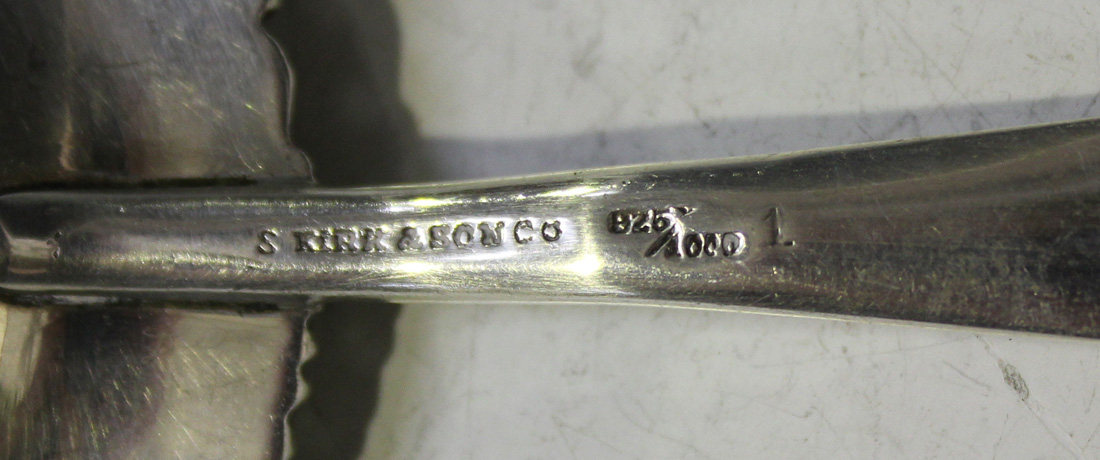 S KIRK & SON CO 925/1000 1